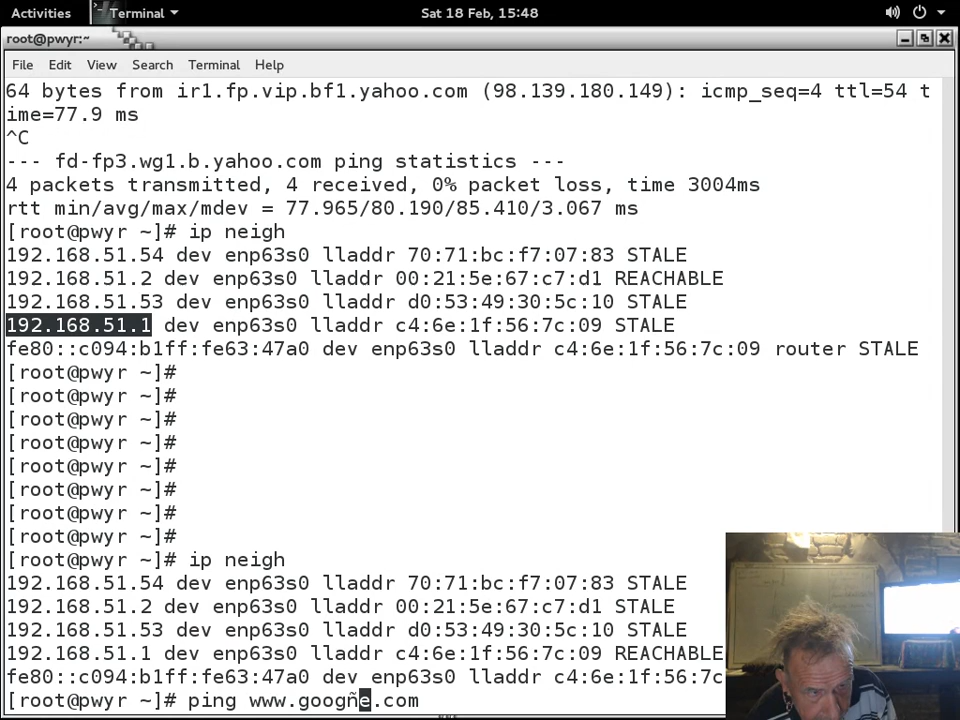 Activities Terminal Sat 18 Feb, 15:48
root@pwyr:~
File Edit View Search Terminal Help
64 bytes from ir1.fp.vip.bf1.yahoo.com (98.139.180.149): icmp_seq=4 ttl=54 t
ime=77.9 ms
^C
--- fd-fp3.wg1.b.yahoo.com ping statistics ---
4 packets transmitted, 4 received, 0% packet loss, time 3004ms
rtt min/avg/max/mdev = 77.965/80.190/85.410/3.067 ms
[root@pwyr ~]# ip neigh
192.168.51.54 dev enp63s0 lladdr 70:71:bc:f7:07:83 STALE
192.168.51.2 dev enp63s0 lladdr 00:21:5e:67:c7:d1 REACHABLE
192.168.51.53 dev enp63s0 lladdr d0:53:49:30:5c:10 STALE
192.168.51.1 dev enp63s0 lladdr c4:6e:1f:56:7c:09 STALE
fe80::c094:b1ff:fe63:47a0 dev enp63s0 lladdr c4:6e:1f:56:7c:09 router STALE
[root@pwyr ~]#
[root@pwyr ~]#
[root@pwyr ~]#
[root@pwyr ~]#
[root@pwyr ~]#
[root@pwyr ~]#
[root@pwyr ~]#
[root@pwyr ~]#
[root@pwyr ~]# ip neigh
192.168.51.54 dev enp63s0 lladdr 70:71:bc:f7:07:83 STALE
192.168.51.2 dev enp63s0 lladdr 00:21:5e:67:c7:d1 STALE
192.168.51.53 dev enp63s0 lladdr d0:53:49:30:5c:10 STALE
192.168.51.1 dev enp63s0 lladdr c4:6e:1f:56:7c:09 REACHABLE
fe80::c094:b1ff:fe63:47a0 dev enp63s0 lladdr c4:6e:1f:56:7c
[root@pwyr ~]# ping www.googñe.com